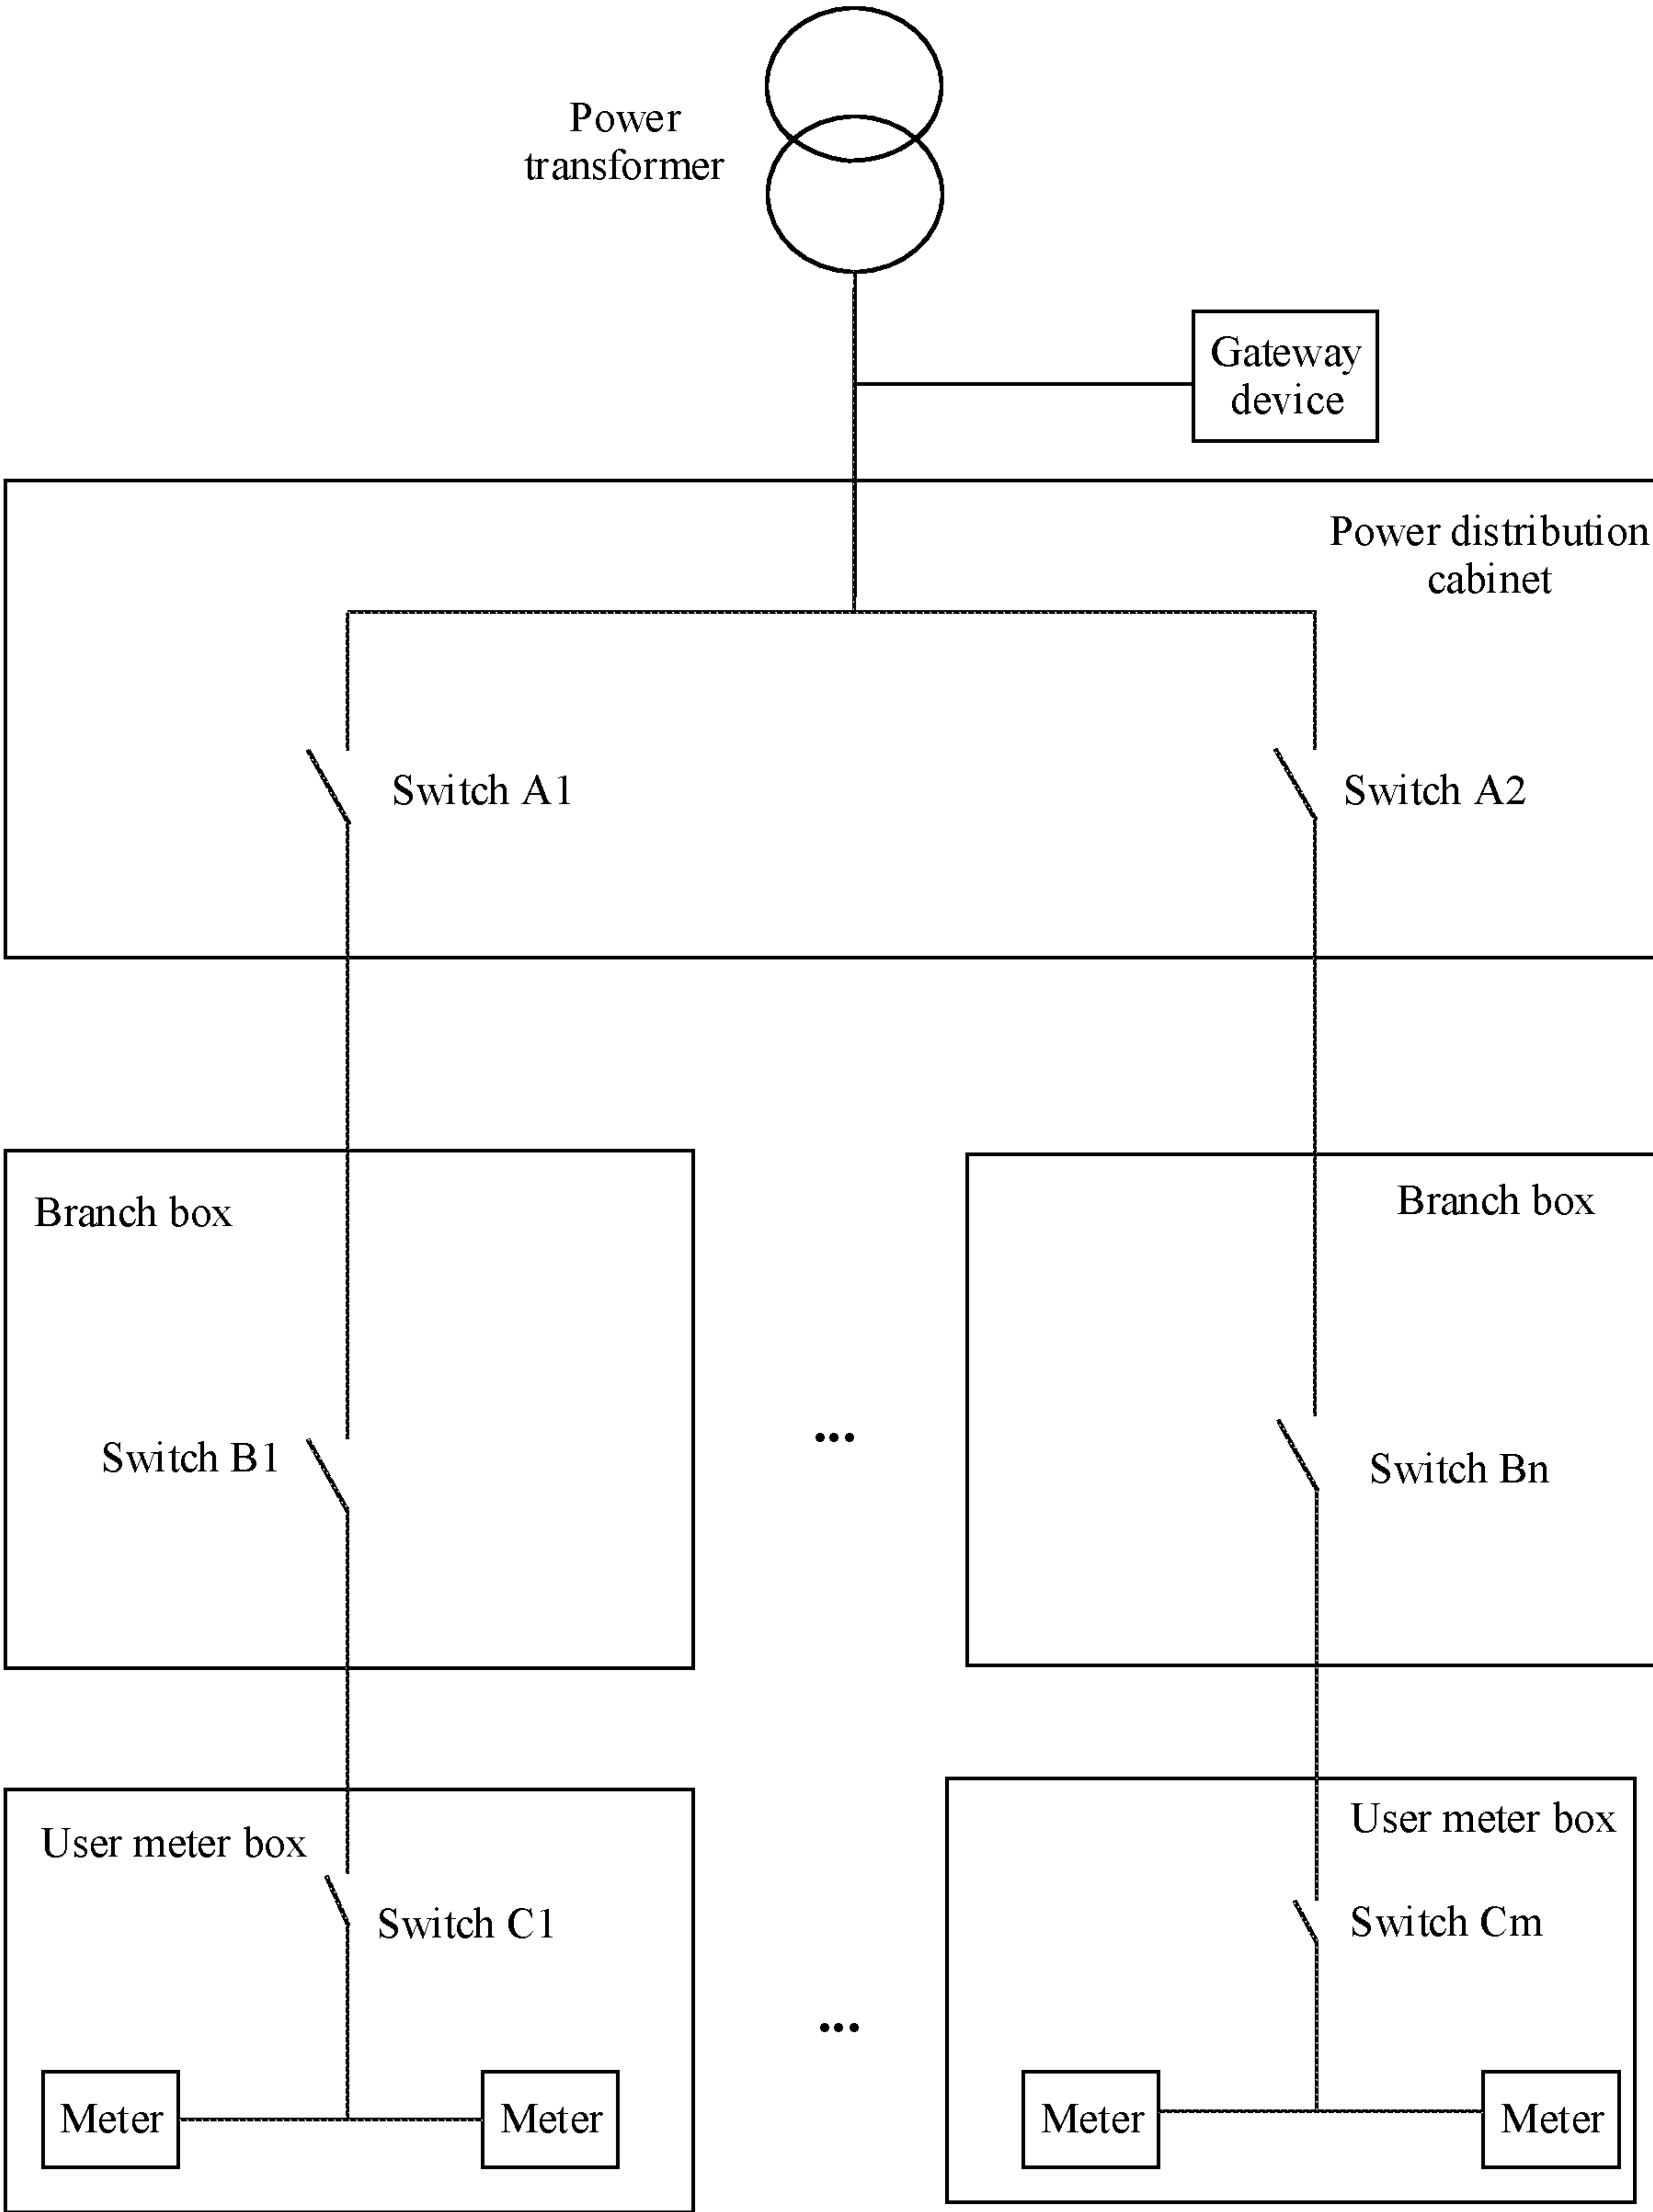 Power
transformer
Gateway
device
Power distribution
cabinet
Switch A1
Switch A2
Branch box
Branch box
Switch B1
...
Switch Bn
User meter box
User meter box
Switch C1
Switch Cm
...
Meter
Meter
Meter
Meter